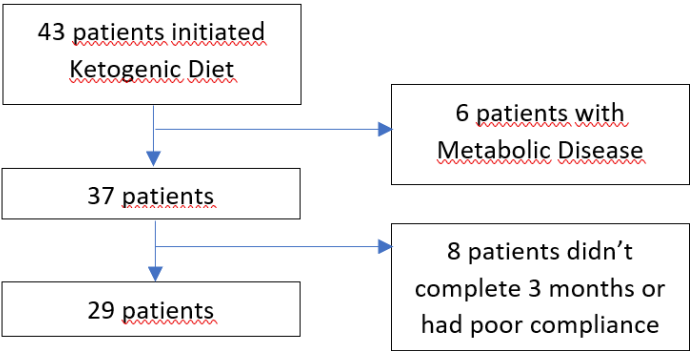 43 patients initiated
Ketogenic Diet
6 patients with
Metabolic Disease
37 patients
8 patients didn’t
complete 3 months or
had poor compliance
29 patients